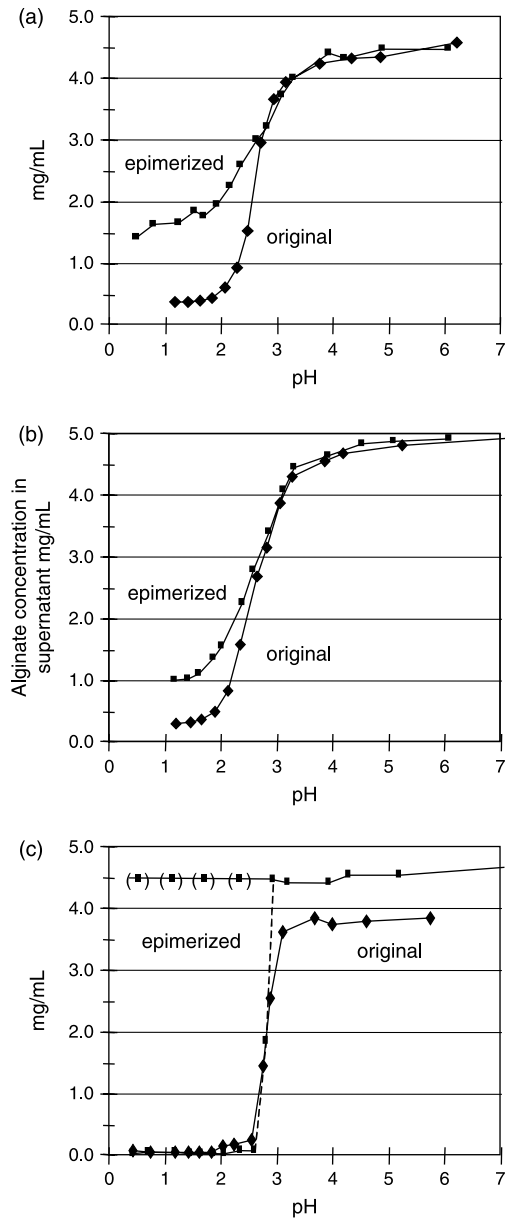 (a)
5.0
4.0
3.0
2.0
1.0
0.0
mg/mL
epimerized
original
0 1 2 3 4 5 6 7
pH
(b)
5.0
4.0
3.0
2.0
1.0
0.0
Alginate concentration in
supernatant mg/mL
epimerized
original
0 1 2 3 4 5 6 7
pH
(c)
5.0
4.0
3.0
2.0
1.0
0.0
mg/mL
( ) ( ) ( ) ( )
epimerized
original
0 1 2 3 4 5 6 7
pH